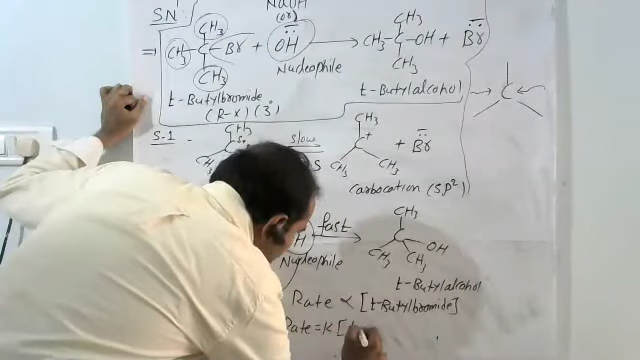 SN1
NaOH
(or)
CH3
CH3 - C - Br + OH → CH3 - C - OH + Br
CH3
CH3
CH3
Nucleophile
t-Butylbromide
(R-X) (3°)
t-Butylalcohol
S-1
CH3
slow
CH3
C+
+ Br
CH3
CH3
Carbocation (SP2)
fast
CH3
OH
CH3
CH3
Nucleophile
t-Butylalcohol
Rate ∝ [t-Butylbromide]
Rate = K [